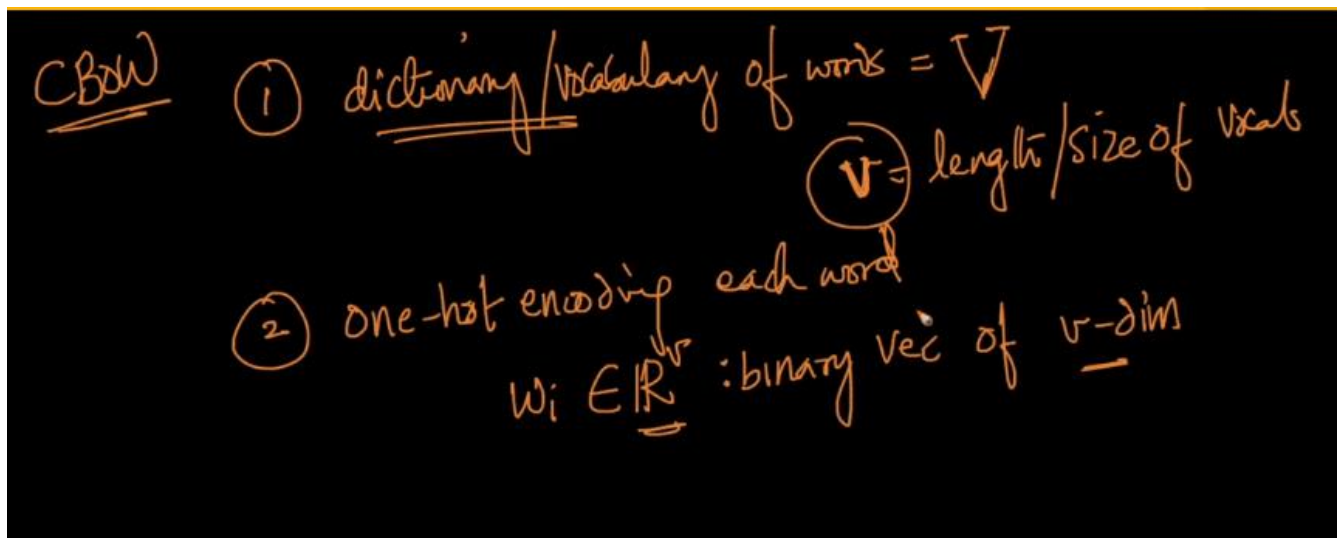 CBOW ① dictionary/vocabulary of words = V
v = length/size of vocab
② one-hot encoding each word
Wi ∈ ℝᵛ : binary vec of v-dim